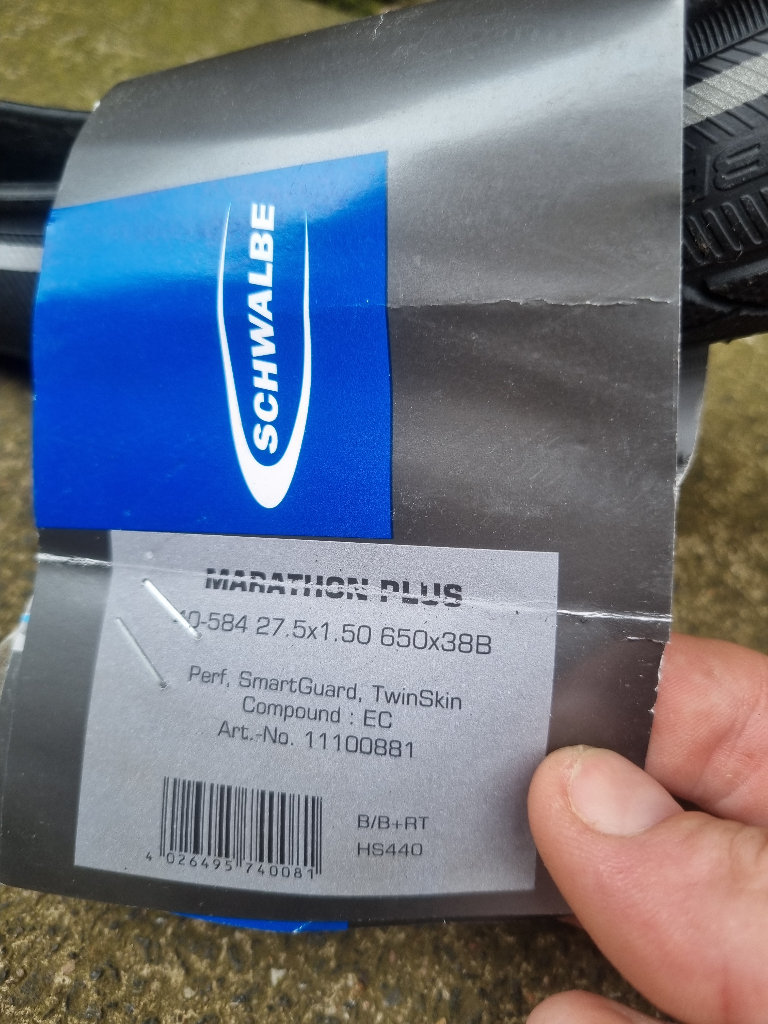 SCHWALBE
MARATHON PLUS
40-584 27.5x1.50 650x38B
Perf, SmartGuard, TwinSkin
Compound : EC
Art.-No. 11100881
B/B+RT
HS440
4 026495 740081